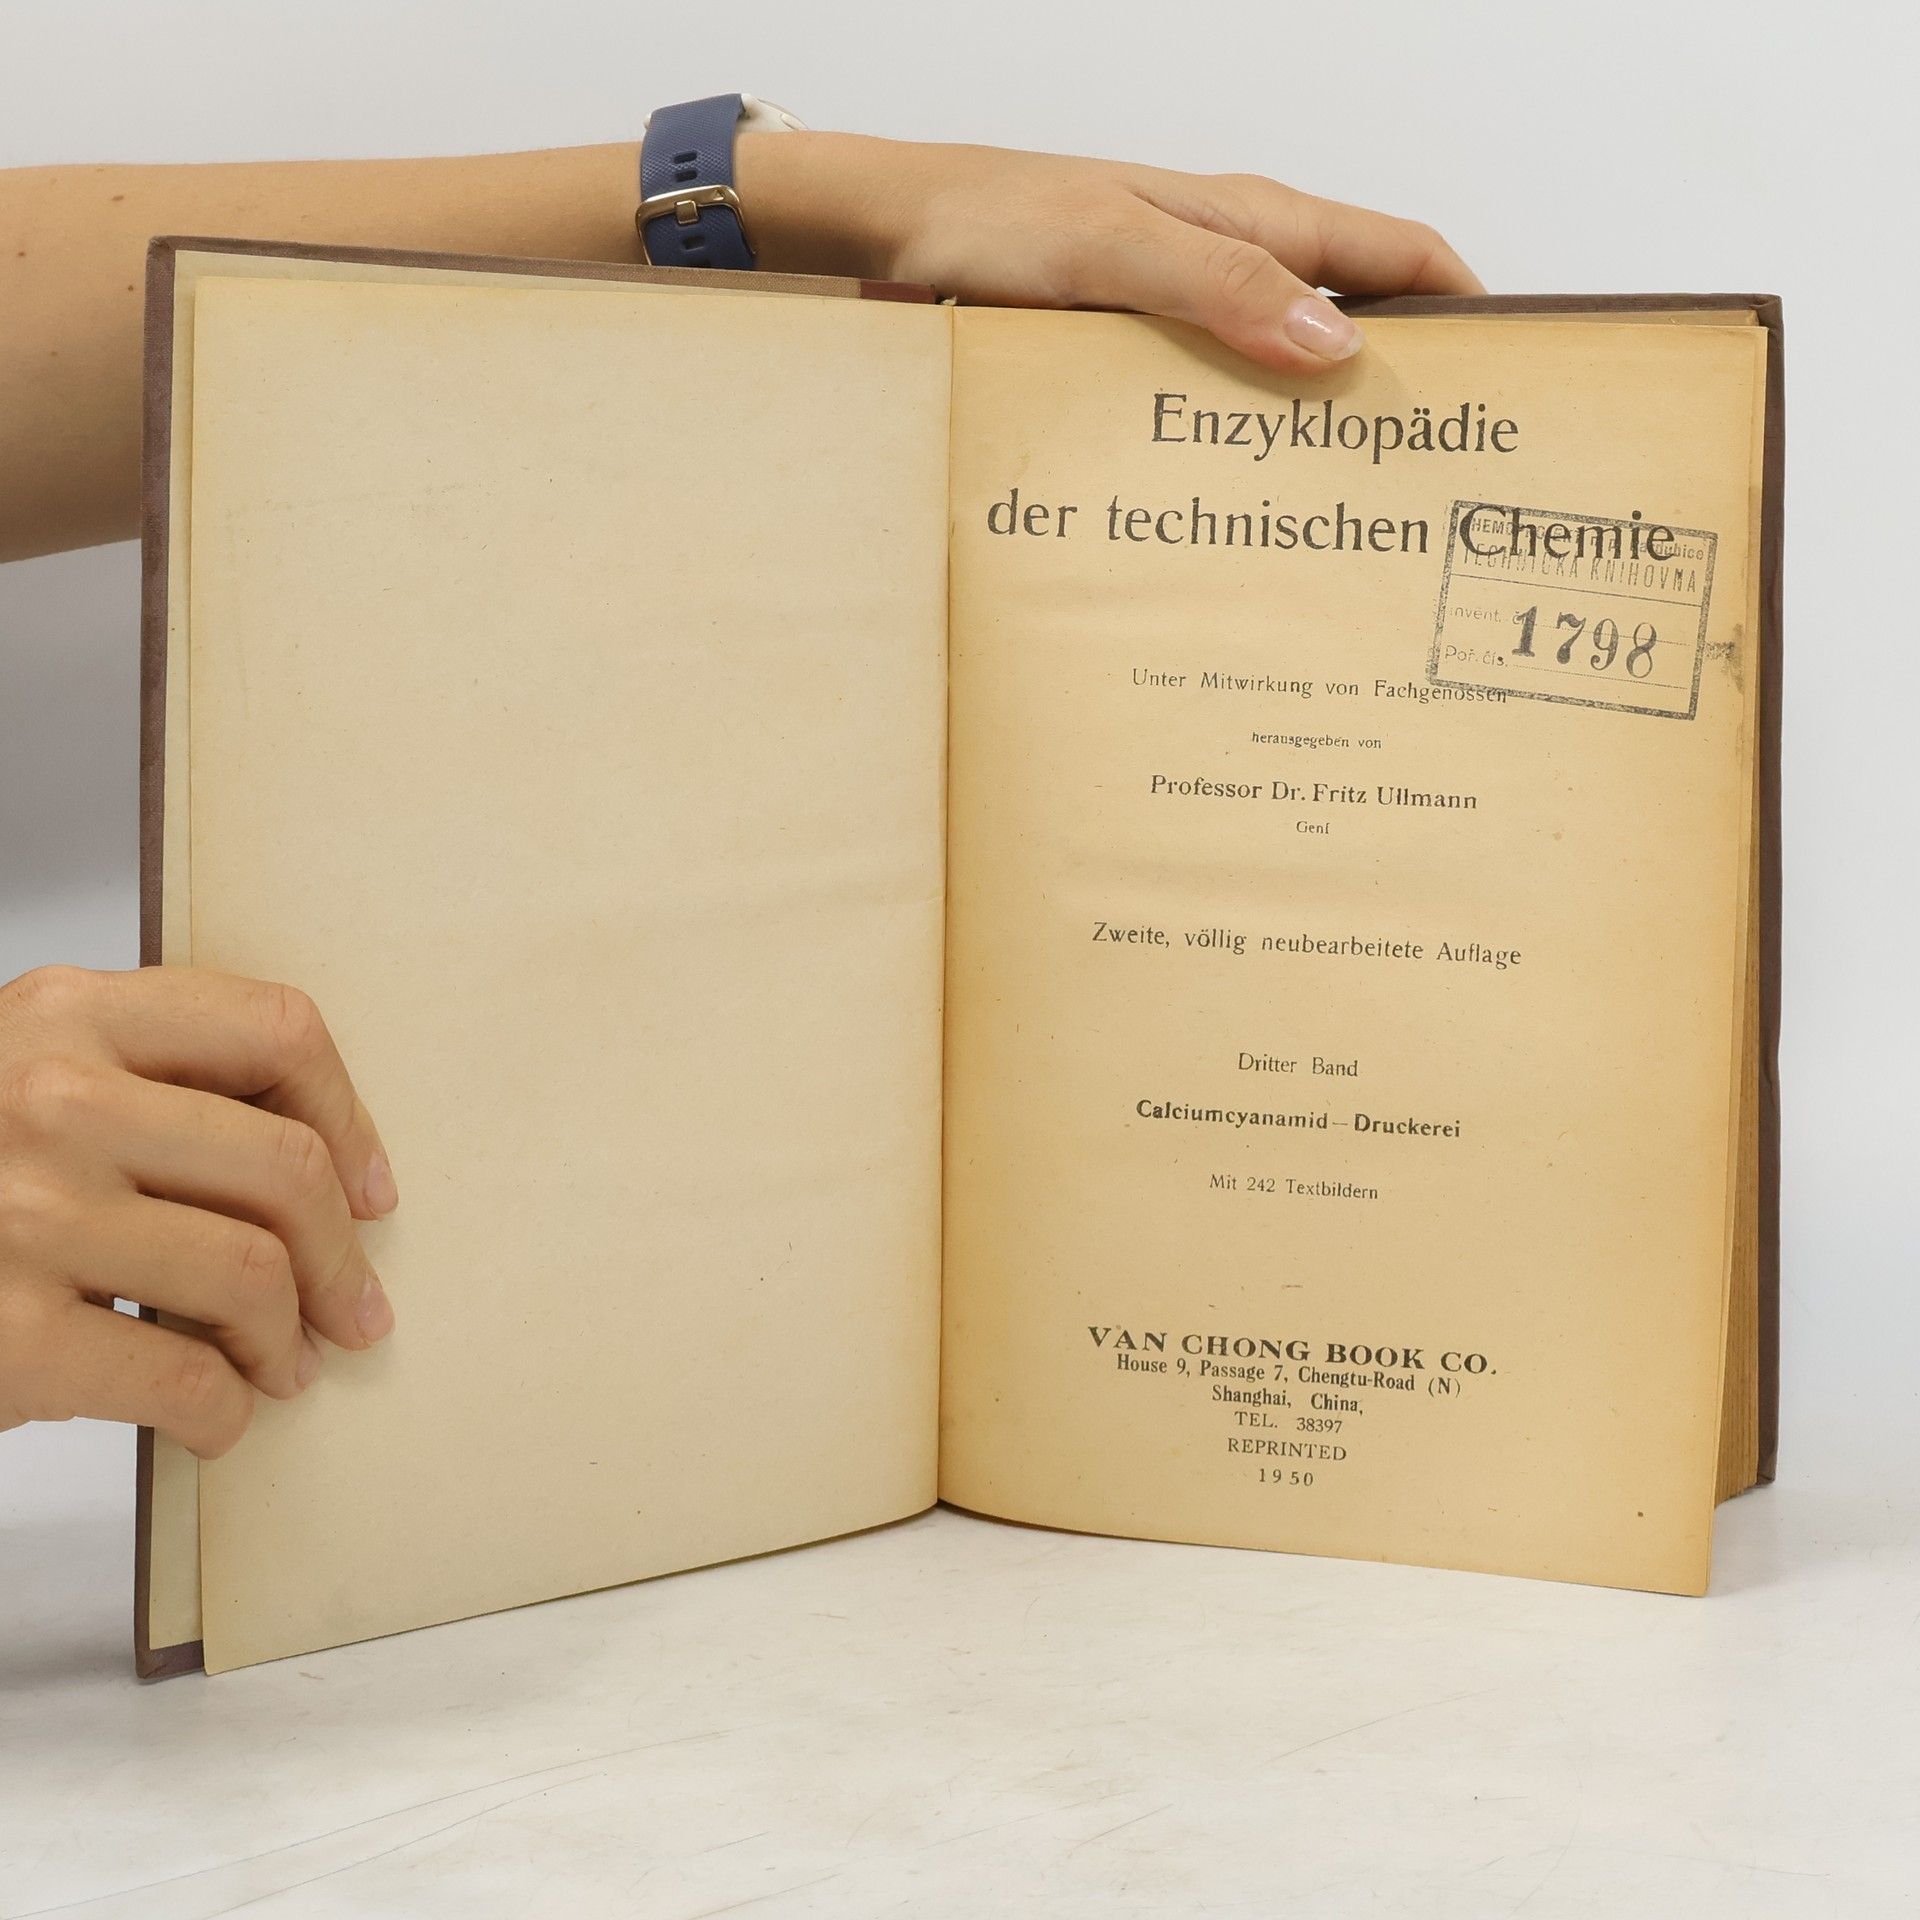 Enzyklopädie
der technischen Chemie
TECHNICKÁ KNIHOVNA
Invent. č.
1798
Poř. čís.
Unter Mitwirkung von Fachgenossen
herausgegeben von
Professor Dr. Fritz Ullmann
Genf
Zweite, völlig neubearbeitete Auflage
Dritter Band
Calciumcyanamid – Druckerei
Mit 242 Textbildern
VAN CHONG BOOK CO.
House 9, Passage 7, Chengtu-Road (N)
Shanghai, China,
TEL. 38397
REPRINTED
1950